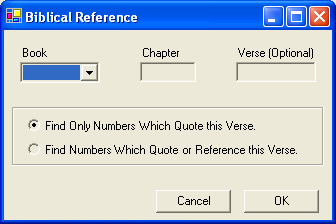 Biblical Reference
Book Chapter Verse (Optional)
Find Only Numbers Which Quote this Verse.
Find Numbers Which Quote or Reference this Verse.
Cancel OK